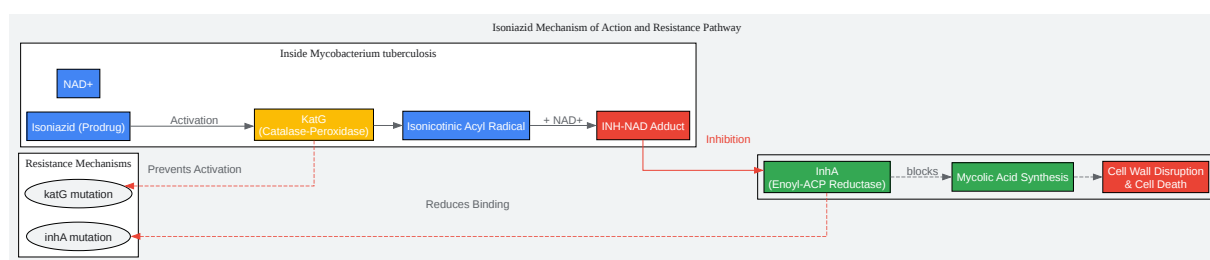 Isoniazid Mechanism of Action and Resistance Pathway
Inside Mycobacterium tuberculosis
NAD+
Isoniazid (Prodrug)
Activation
KatG
(Catalase-Peroxidase)
Isonicotinic Acyl Radical
+ NAD+
INH-NAD Adduct
Inhibition
Resistance Mechanisms
Prevents Activation
katG mutation
InhA
(Enoyl-ACP Reductase)
blocks
Mycolic Acid Synthesis
Cell Wall Disruption
& Cell Death
Reduces Binding
inhA mutation